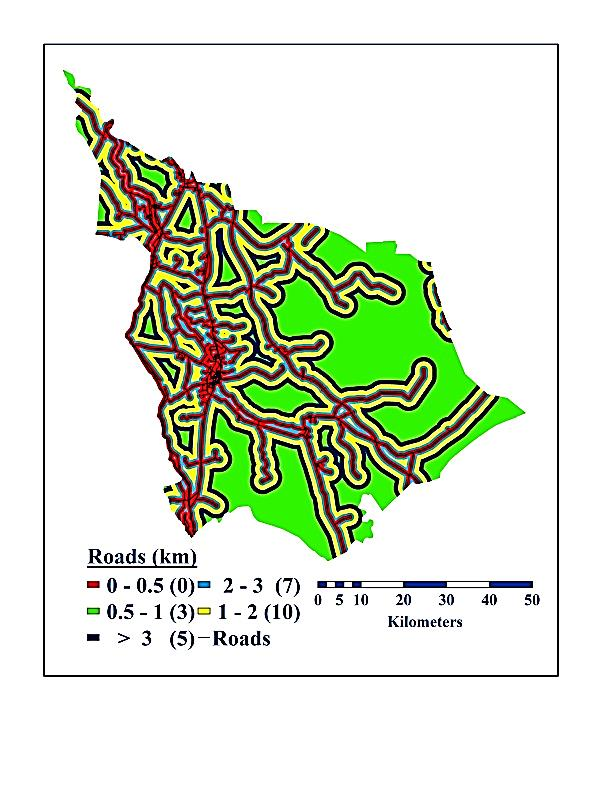 Roads (km)
0 - 0.5 (0) 2 - 3 (7)
0.5 - 1 (3) 1 - 2 (10)
> 3 (5) Roads
0 5 10 20 30 40 50
Kilometers